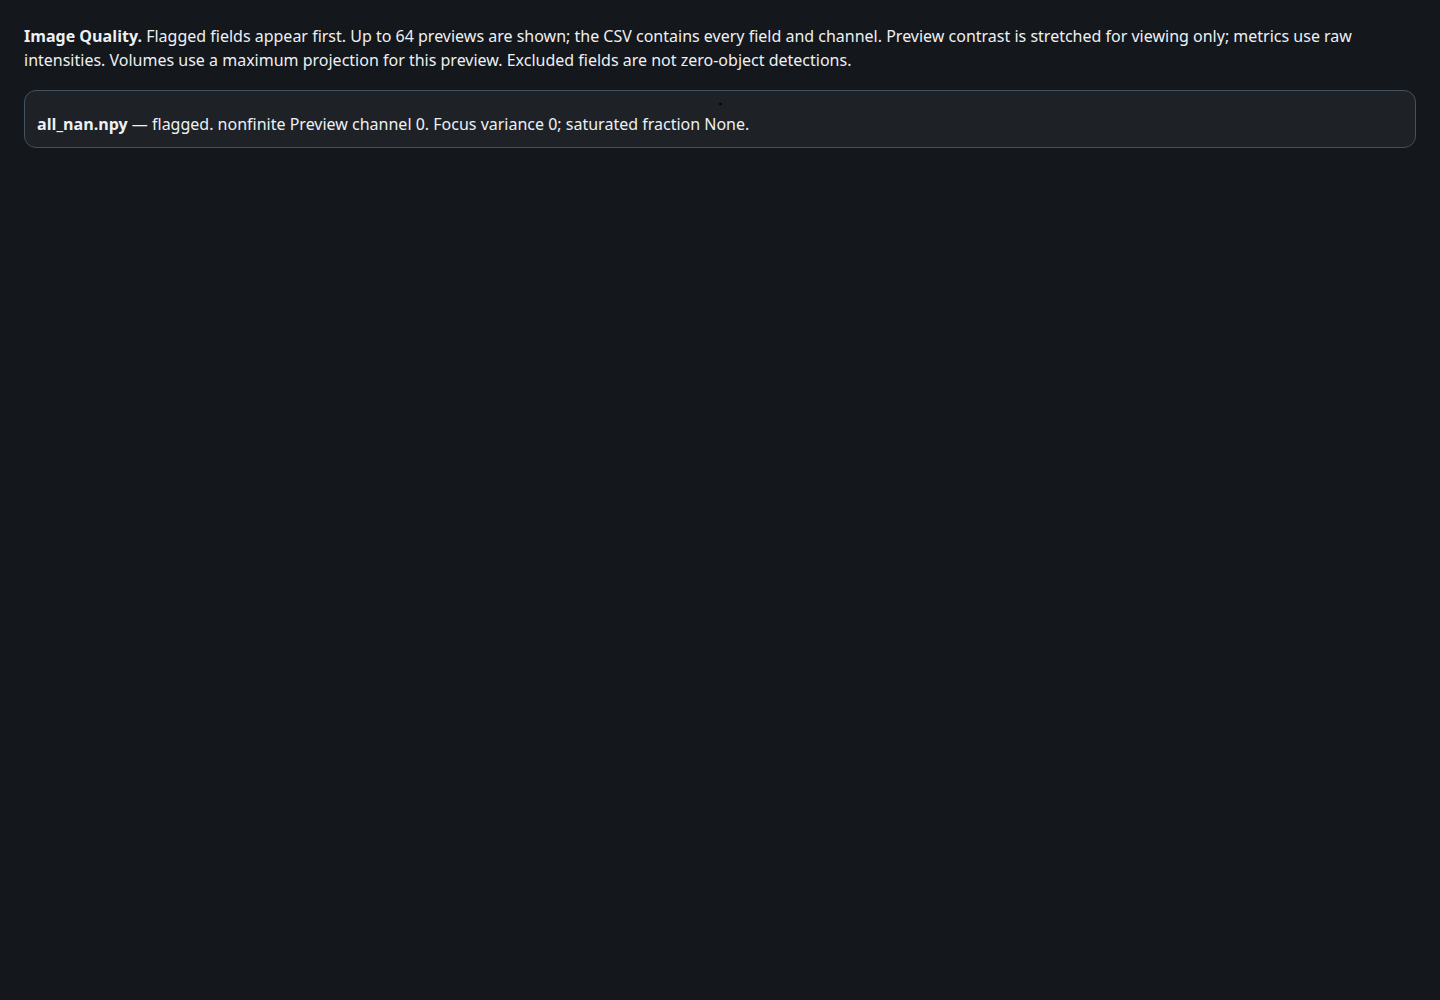 Image Quality. Flagged fields appear first. Up to 64 previews are shown; the CSV contains every field and channel. Preview contrast is stretched for viewing only; metrics use raw
intensities. Volumes use a maximum projection for this preview. Excluded fields are not zero-object detections.
all_nan.npy — flagged. nonfinite Preview channel 0. Focus variance 0; saturated fraction None.